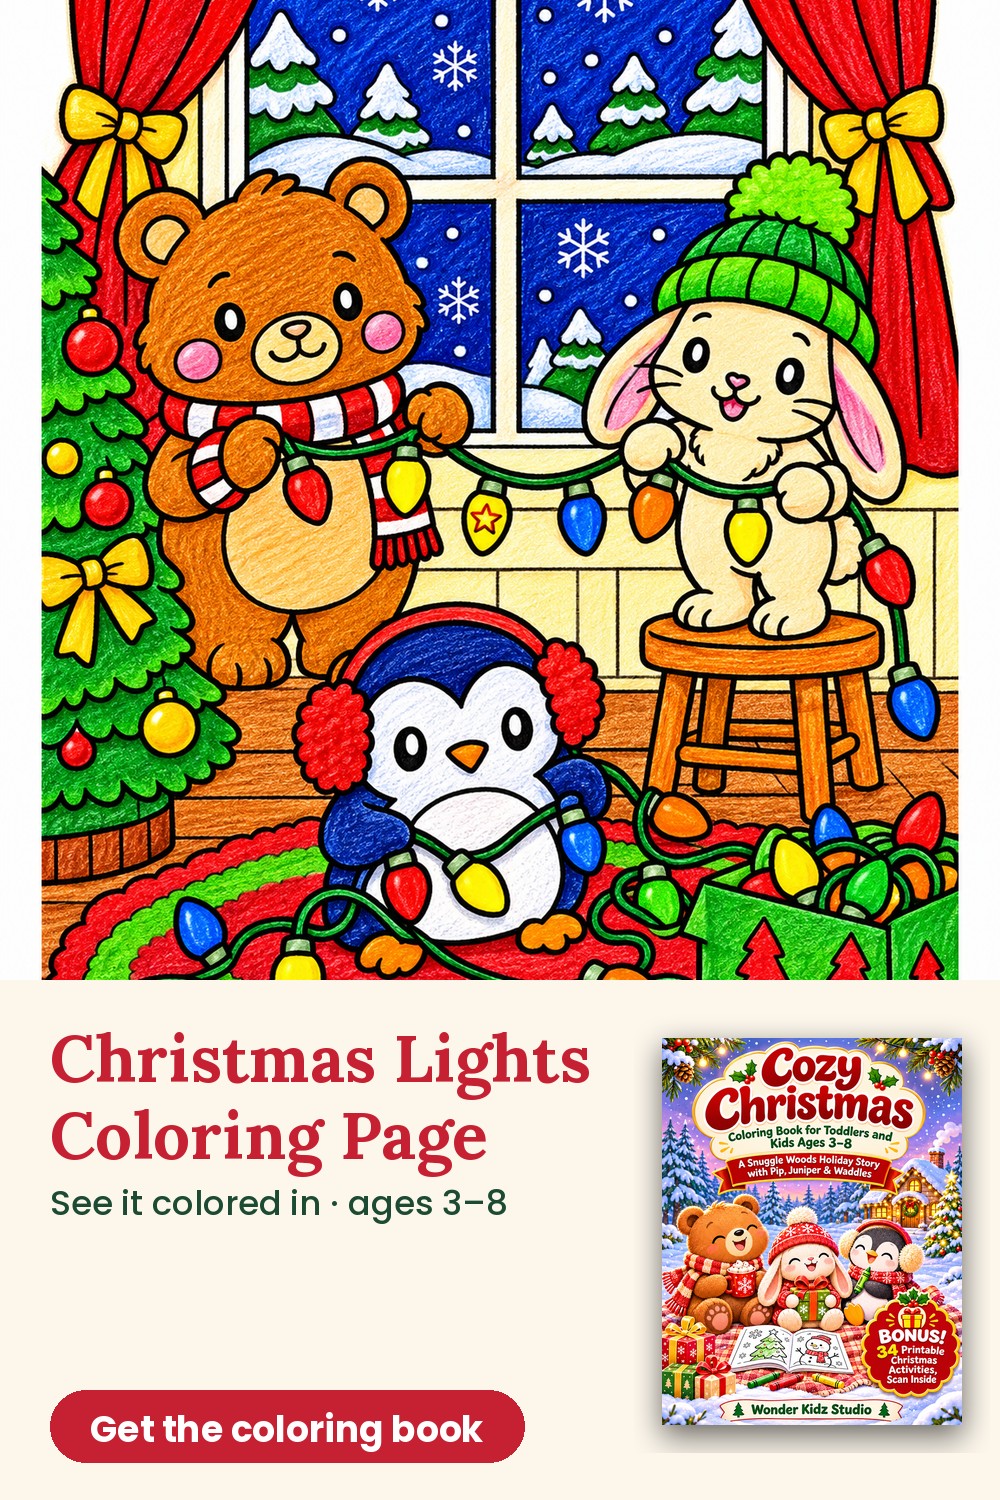 Christmas Lights
Coloring Page
See it colored in · ages 3–8
Get the coloring book
Cozy
Christmas
Coloring Book for Toddlers and
Kids Ages 3–8
A Snuggle Woods Holiday Story
with Pip, Juniper & Waddles
BONUS!
34 Printable
Christmas
Activities,
Scan Inside
Wonder Kidz Studio